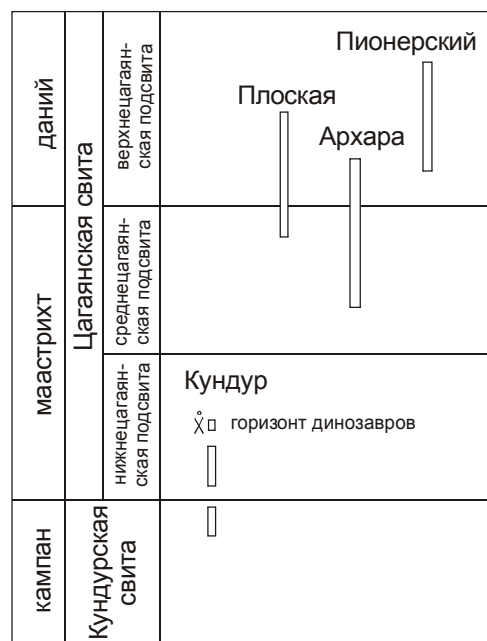 даний
маастрихт
кампан
Цагаянская свита
Кундурская
свита
верхнецагаян-
ская подсвита
среднецагаян-
ская подсвита
нижнецагаян-
ская подсвита
Пионерский
Плоская
Архара
Кундур
горизонт динозавров